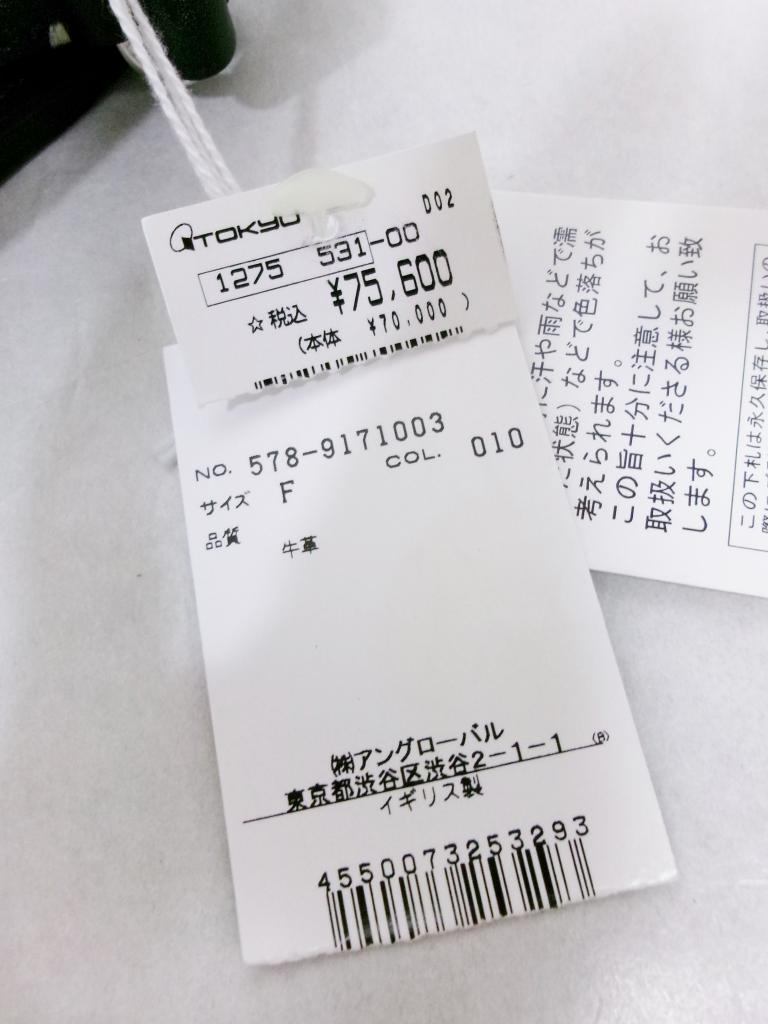 TOKYU
D02
1275 531-00
☆税込 ¥75,600
(本体 ¥70,000 )
NO. 578-9171003
COL. 010
サイズ F
品質 牛革
㈱アングローバル
東京都渋谷区渋谷2-1-1 (B)
イギリス製
4550073253293
に汗や雨などで濡
状態)などで色落ちが
考えられます。
この旨十分に注意して、お
取扱いくださる様お願い致
します。
この下札は永久保存し、取扱いの